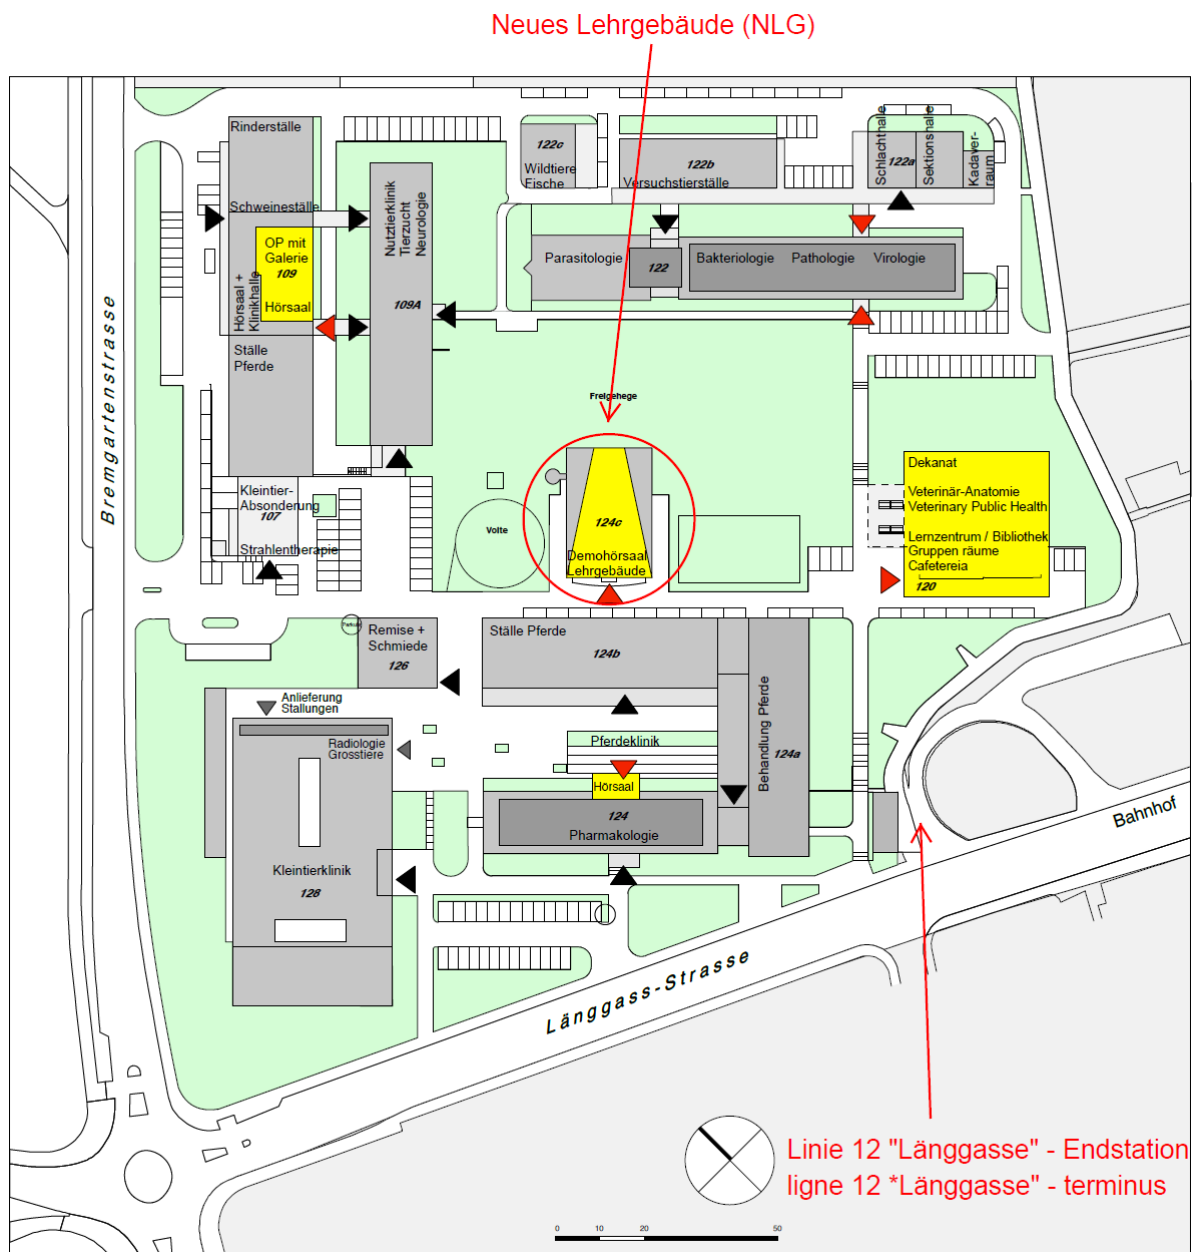 Neues Lehrgebäude (NLG)
Rinderställe
Schweineställe
OP mit
Galerie
109
Hörsaal
Hörsaal +
Klinikhalle
Ställe
Pferde
Nutztierklinik
Tierzucht
Neurologie
109A
122c
Wildtiere
Fische
122b
Versuchstierställe
Schlachthalle
122a
Sektionshalle
Kadaver-
raum
Parasitologie
122
Bakteriologie Pathologie Virologie
Bremgartenstrasse
Freigehege
Kleintier-
Absonderung
107
Strahlentherapie
Volte
124c
Demohörsaal
Lehrgebäude
Dekanat
Veterinär-Anatomie
Veterinary Public Health
Lernzentrum / Bibliothek
Gruppen räume
Cafetereia
120
Remise +
Schmiede
126
Ställe Pferde
124b
Anlieferung
Stallungen
Radiologie
Grosstiere
Pferdeklinik
Behandlung Pferde
124a
Hörsaal
124
Pharmakologie
Kleintierklinik
128
Bahnhof
Länggass-Strasse
Linie 12 "Länggasse" - Endstation
ligne 12 *Länggasse" - terminus
0 10 20 50